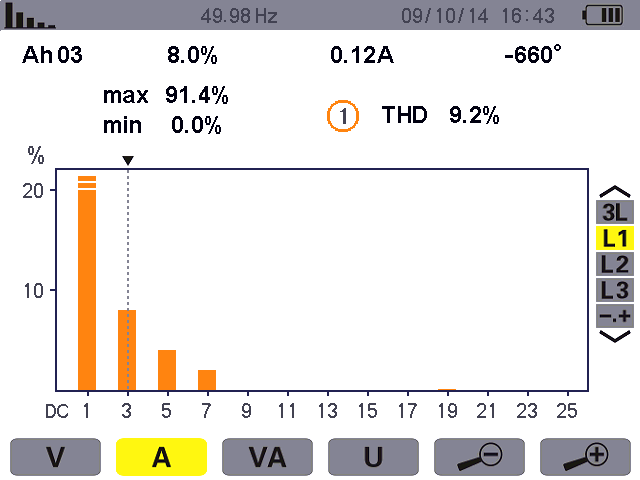 49.98 Hz 09/10/14 16:43
Ah 03 8.0% 0.12A -660°
max 91.4%
min 0.0%
1 THD 9.2%
%
20
10
DC 1 3 5 7 9 11 13 15 17 19 21 23 25
3L
L1
L2
L3
-.+
V A VA U